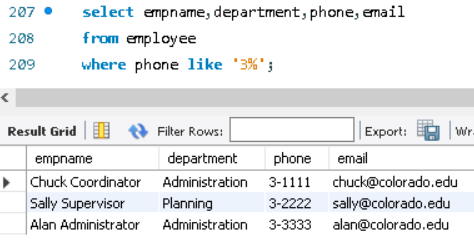 207 select empname,department,phone,email
208 from employee
209 where phone like '3%';
Result Grid Filter Rows: Export: Wra
empname department phone email
Chuck Coordinator Administration 3-1111 chuck@colorado.edu
Sally Supervisor Planning 3-2222 sally@colorado.edu
Alan Administrator Administration 3-3333 alan@colorado.edu